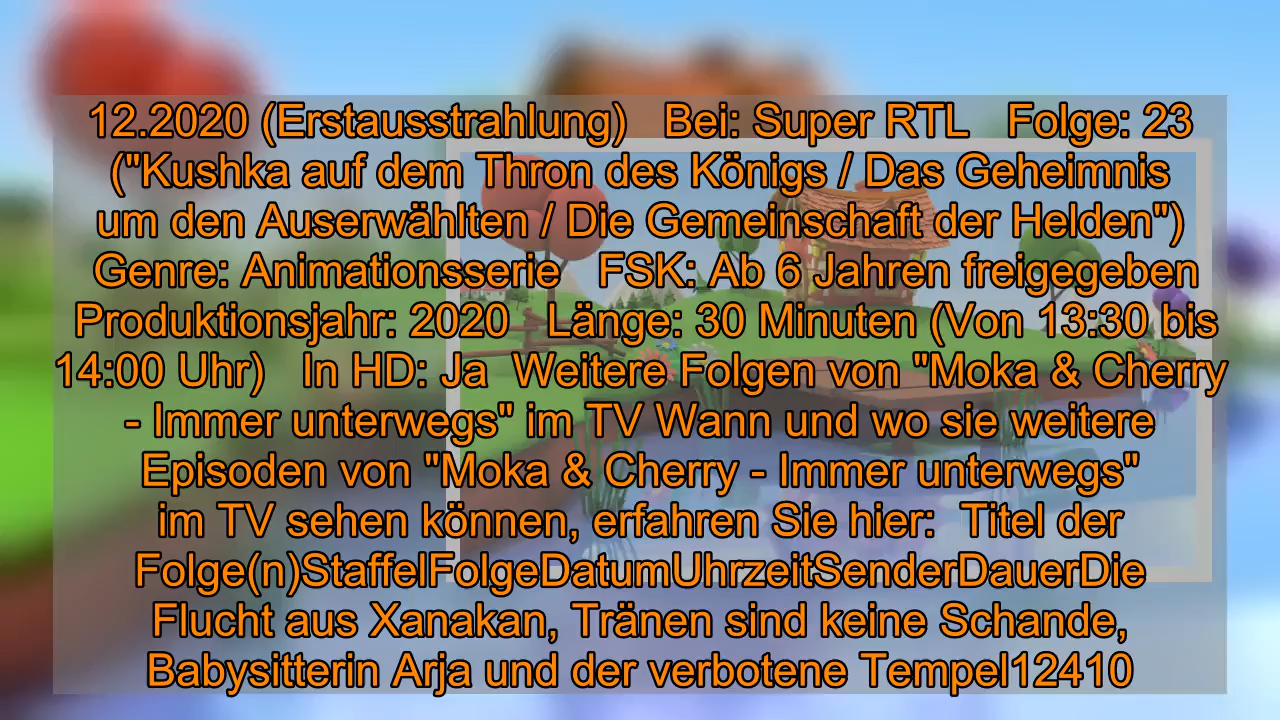 12.2020 (Erstausstrahlung)   Bei: Super RTL   Folge: 23
("Kushka auf dem Thron des Königs / Das Geheimnis
um den Auserwählten / Die Gemeinschaft der Helden")
Genre: Animationsserie   FSK: Ab 6 Jahren freigegeben
Produktionsjahr: 2020   Länge: 30 Minuten (Von 13:30 bis
14:00 Uhr)   In HD: Ja  Weitere Folgen von "Moka & Cherry
- Immer unterwegs" im TV Wann und wo sie weitere
Episoden von "Moka & Cherry - Immer unterwegs"
im TV sehen können, erfahren Sie hier:  Titel der
Folge(n)StaffelFolgeDatumUhrzeitSenderDauerDie
Flucht aus Xanakan, Tränen sind keine Schande,
Babysitterin Arja und der verbotene Tempel12410